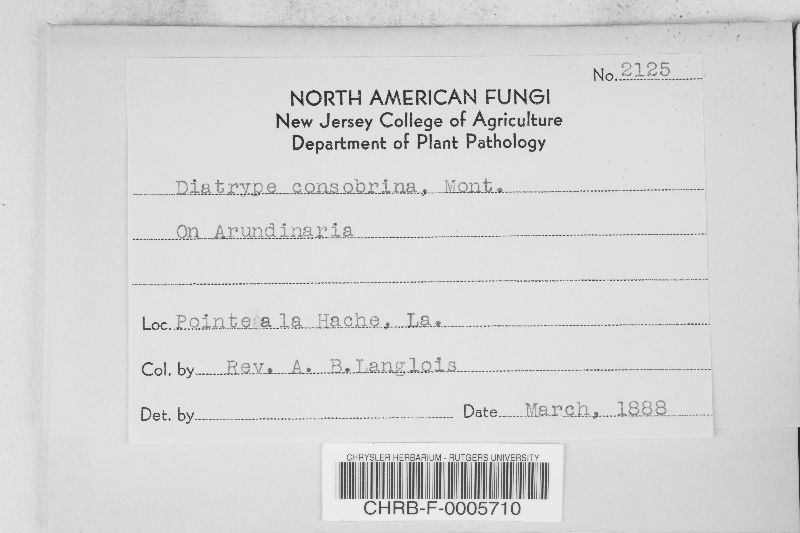 No. 2125
NORTH AMERICAN FUNGI
New Jersey College of Agriculture
Department of Plant Pathology
Diatrype consobrina, Mont.
On Arundinaria
Loc. Pointe a la Hache, La.
Col. by Rev. A. B.Langlois
Det. by Date March, 1888
CHRYSLER HERBARIUM - RUTGERS UNIVERSITY
CHRB-F-0005710